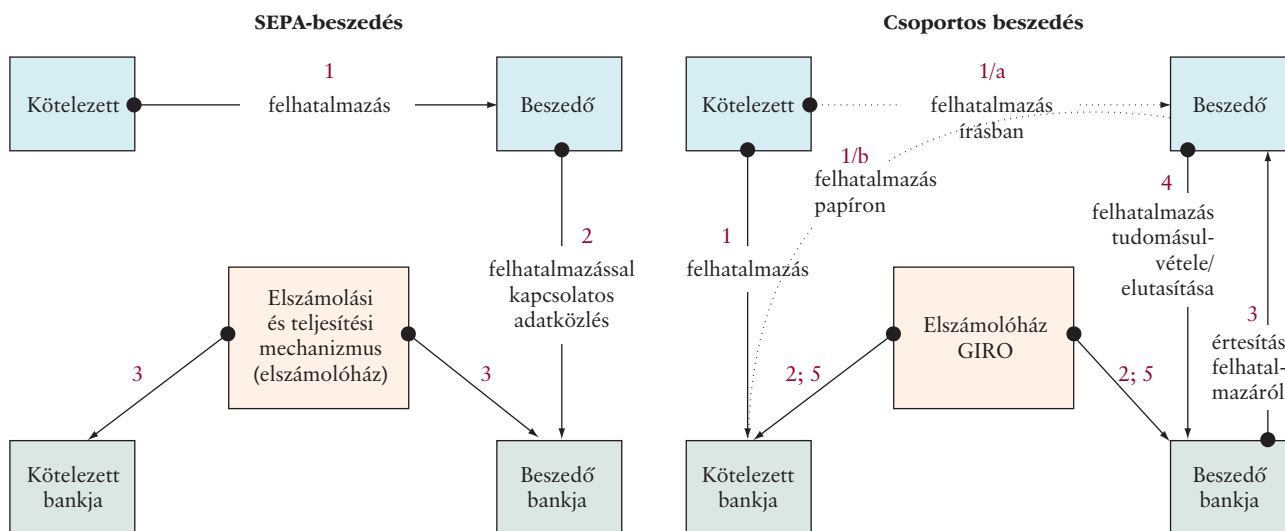 SEPA-beszedés
Kötelezett
1
felhatalmazás
Beszedő
2
felhatalmazással
kapcsolatos
adatközlés
Elszámolási
és teljesítési
mechanizmus
(elszámolóház)
3
3
Kötelezett
bankja
Beszedő
bankja
Csoportos beszedés
Kötelezett
1/a
felhatalmazás
írásban
Beszedő
1/b
felhatalmazás
papíron
1
felhatalmazás
4
felhatalmazás
tudomásul-
vétele/
elutasítása
Elszámolóház
GIRO
3
értesítás
felhatal-
mazáról
2; 5
2; 5
Kötelezett
bankja
Beszedő
bankja